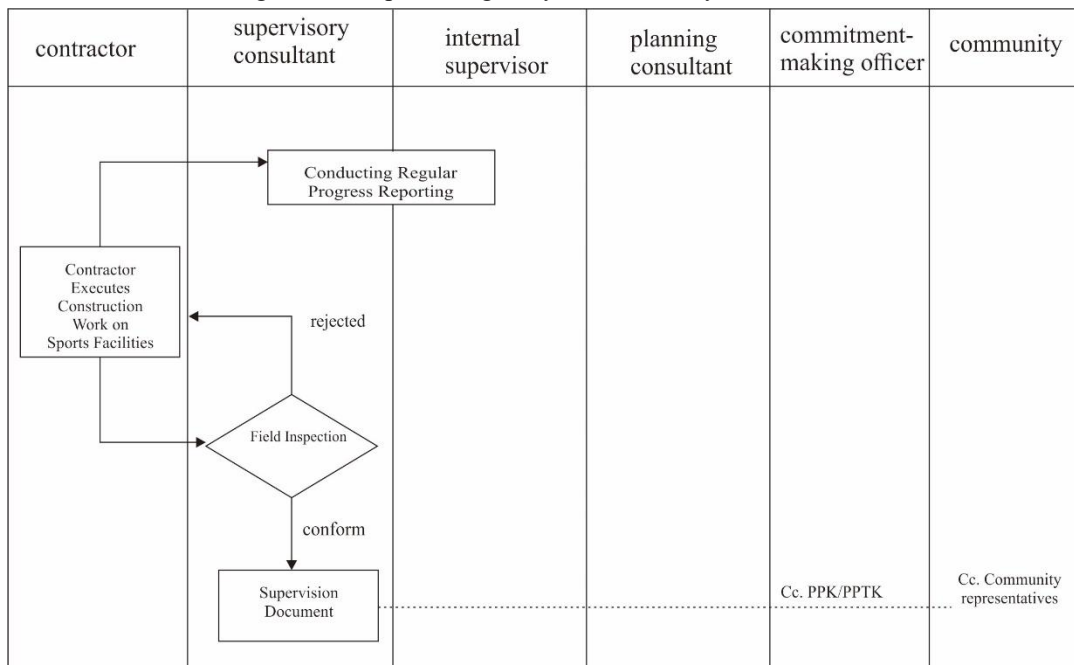 contractor
supervisory
consultant
internal
supervisor
planning
consultant
commitment-
making officer
community
Conducting Regular
Progress Reporting
Contractor
Executes
Construction
Work on
Sports Facilities
rejected
Field Inspection
conform
Supervision
Document
Cc. PPK/PPTK
Cc. Community
representatives